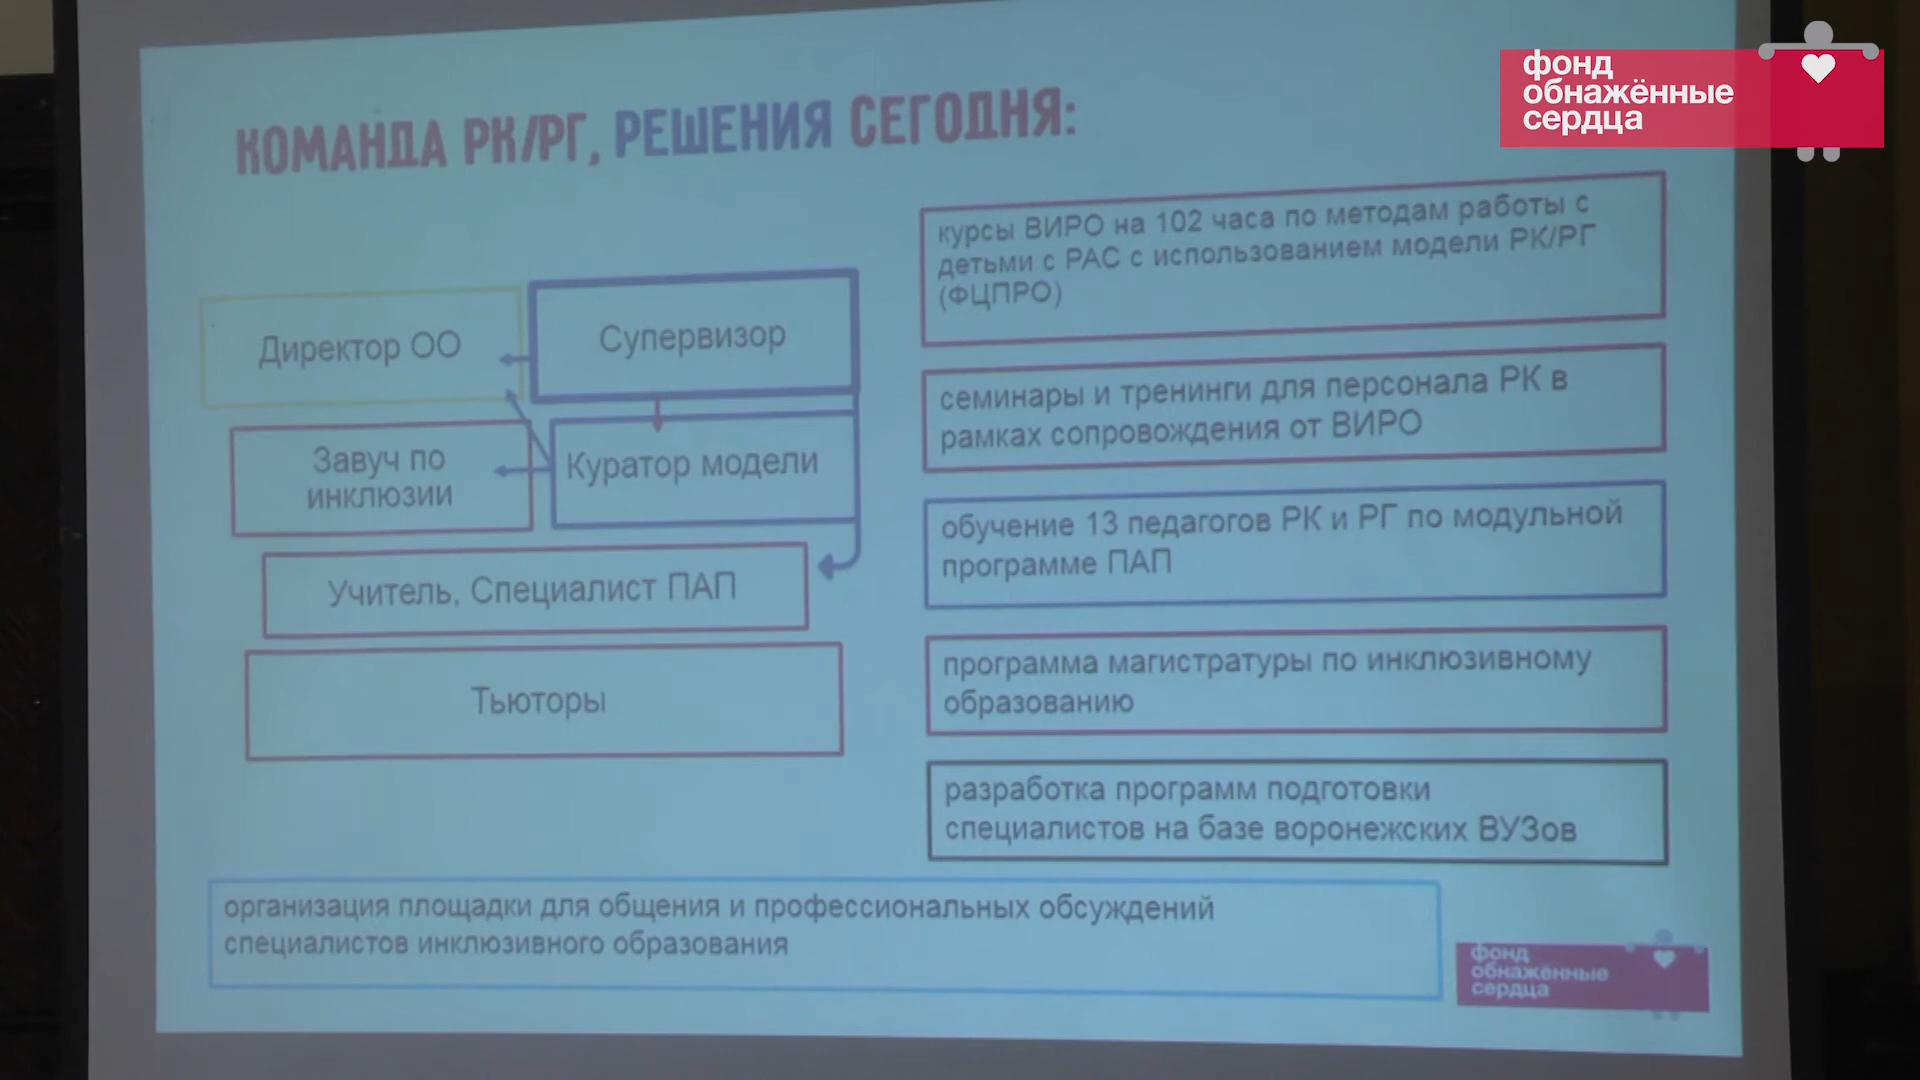 фонд
обнажённые
сердца
КОМАНДА РК/РГ, РЕШЕНИЯ СЕГОДНЯ:
Директор ОО
Супервизор
Завуч по
инклюзии
Куратор модели
Учитель, Специалист ПАП
Тьюторы
курсы ВИРО на 102 часа по методам работы с
детьми с РАС с использованием модели РК/РГ
(ФЦПРО)
семинары и тренинги для персонала РК в
рамках сопровождения от ВИРО
обучение 13 педагогов РК и РГ по модульной
программе ПАП
программа магистратуры по инклюзивному
образованию
разработка программ подготовки
специалистов на базе воронежских ВУЗов
организация площадки для общения и профессиональных обсуждений
специалистов инклюзивного образования
фонд
обнажённые
сердца